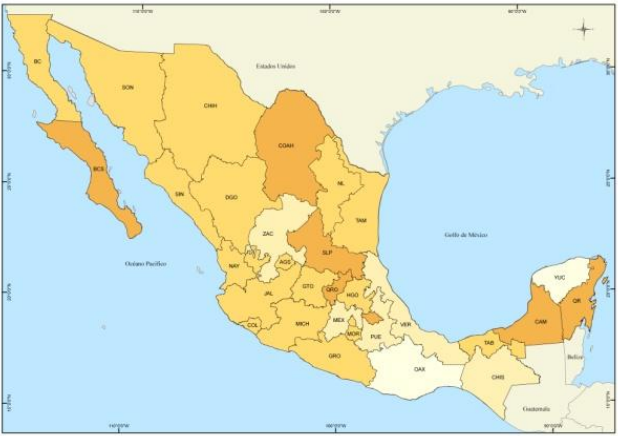 BC
SON
CHIH
Estados Unidos
COAH
BCS
NL
SIN
DGO
TAM
ZAC
Golfo de México
SLP
Océano Pacífico
AGS
NAY
YUC
GTO
QRO
HGO
JAL
QR
CAM
COL
MICH
MEX
MOR
PUE
VER
TAB
GRO
OAX
CHIS
Belice
Guatemala